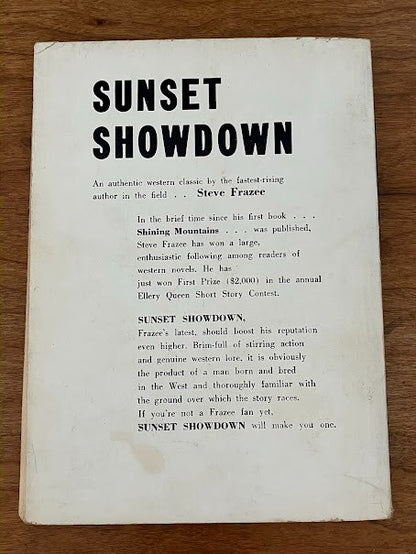 SUNSET
SHOWDOWN
An authentic western classic by the fastest-rising
author in the field . . Steve Frazee
In the brief time since his first book . . .
Shining Mountains . . . was published,
Steve Frazee has won a large,
enthusiastic following among readers of
western novels. He has
just won First Prize ($2,000) in the annual
Ellery Queen Short Story Contest.
SUNSET SHOWDOWN,
Frazee's latest, should boost his reputation
even higher. Brim-full of stirring action
and genuine western lore, it is obviously
the product of a man born and bred
in the West and thoroughly familiar with
the ground over which the story races.
If you're not a Frazee fan yet,
SUNSET SHOWDOWN will make you one.